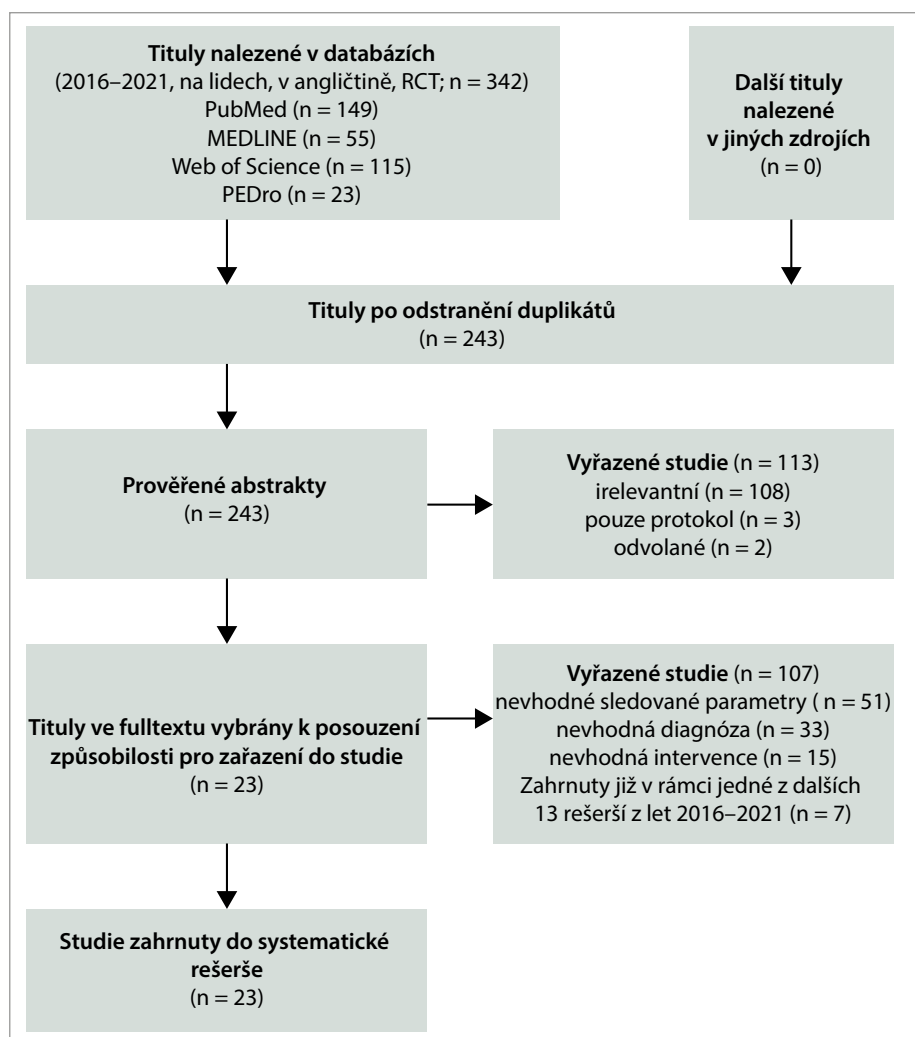 Tituly nalezené v databázích
(2016–2021, na lidech, v angličtině, RCT; n = 342)
PubMed (n = 149)
MEDLINE (n = 55)
Web of Science (n = 115)
PEDro (n = 23)
Další tituly
nalezené
v jiných zdrojích
(n = 0)
Tituly po odstranění duplikátů
(n = 243)
Prověřené abstrakty
(n = 243)
Vyřazené studie (n = 113)
irelevantní (n = 108)
pouze protokol (n = 3)
odvolané (n = 2)
Tituly ve fulltextu vybrány k posouzení
způsobilosti pro zařazení do studie
(n = 23)
Vyřazené studie (n = 107)
nevhodné sledované parametry ( n = 51)
nevhodná diagnóza (n = 33)
nevhodná intervence (n = 15)
Zahrnuty již v rámci jedné z dalších
13 rešerší z let 2016–2021 (n = 7)
Studie zahrnuty do systematické
rešerše
(n = 23)